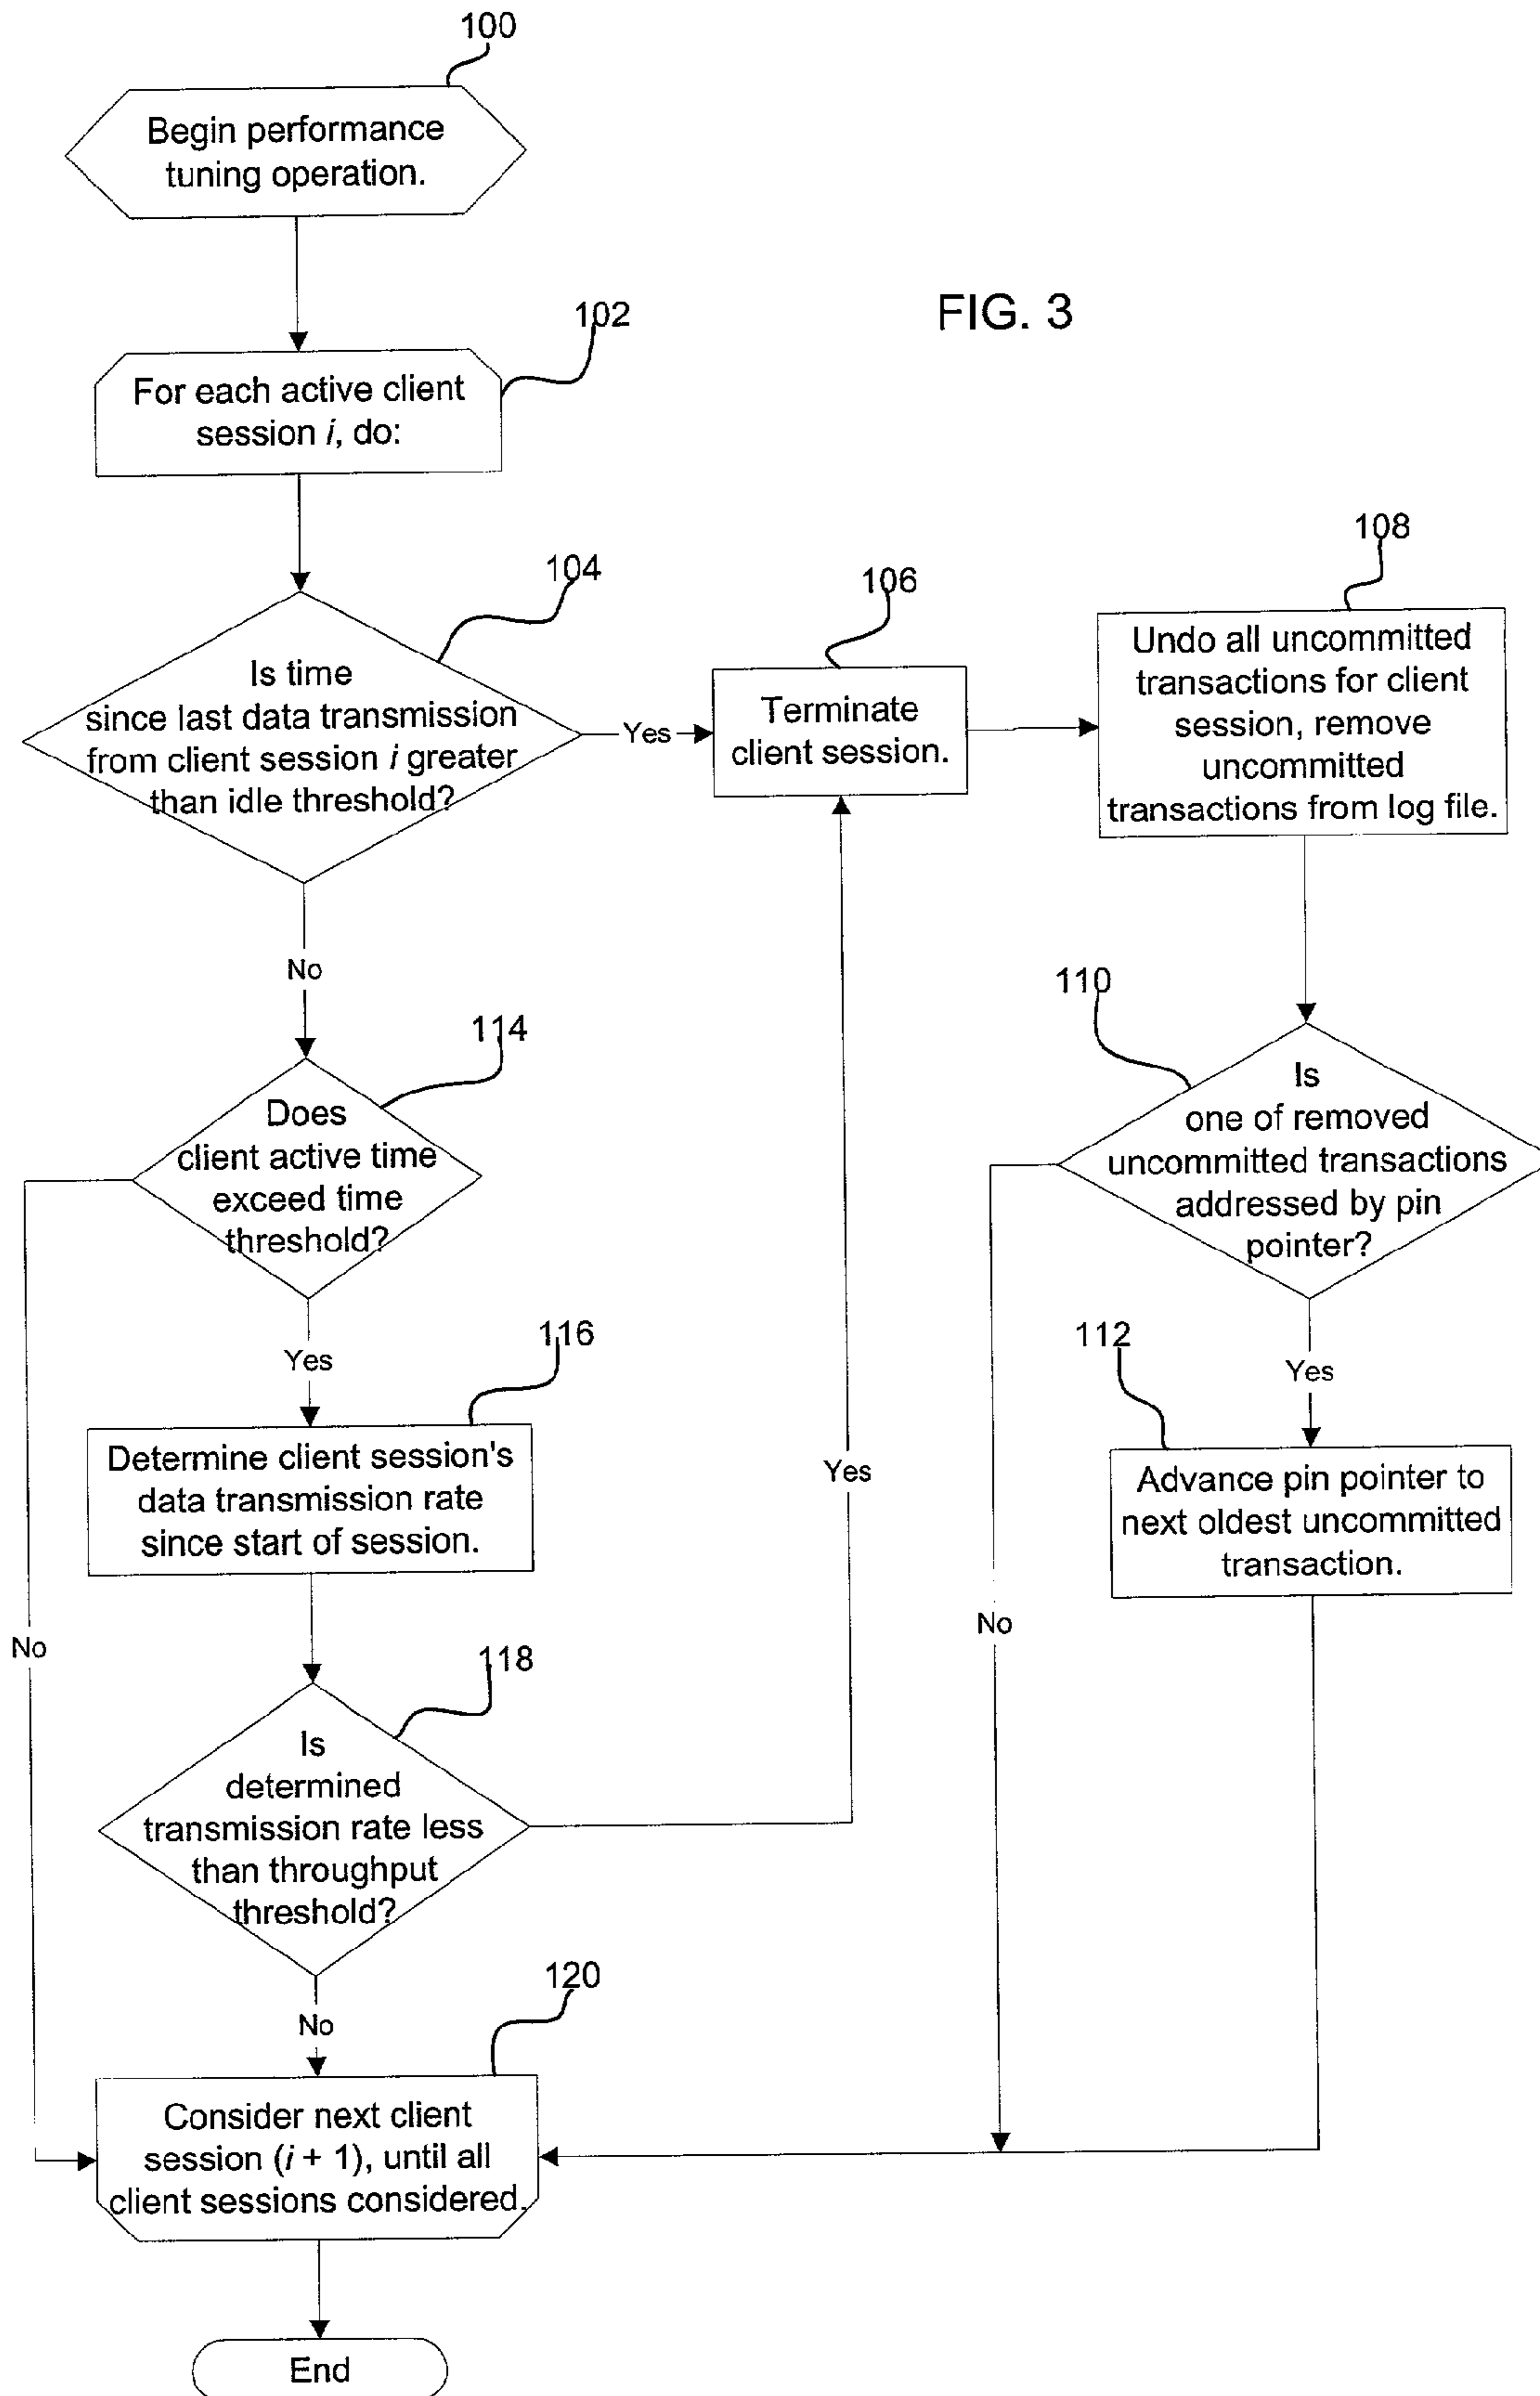 100
Begin performance
tuning operation.
FIG. 3
102
For each active client
session i, do:
104
Is time
since last data transmission
from client session i greater
than idle threshold?
Yes
106
Terminate
client session.
108
Undo all uncommitted
transactions for client
session, remove
uncommitted
transactions from log file.
No
110
Is
one of removed
uncommitted transactions
addressed by pin
pointer?
114
Does
client active time
exceed time
threshold?
Yes
112
Yes
Advance pin pointer to
next oldest uncommitted
transaction.
116
Determine client session's
data transmission rate
since start of session.
Yes
No
No
118
Is
determined
transmission rate less
than throughput
threshold?
No
120
Consider next client
session (i + 1), until all
client sessions considered.
End